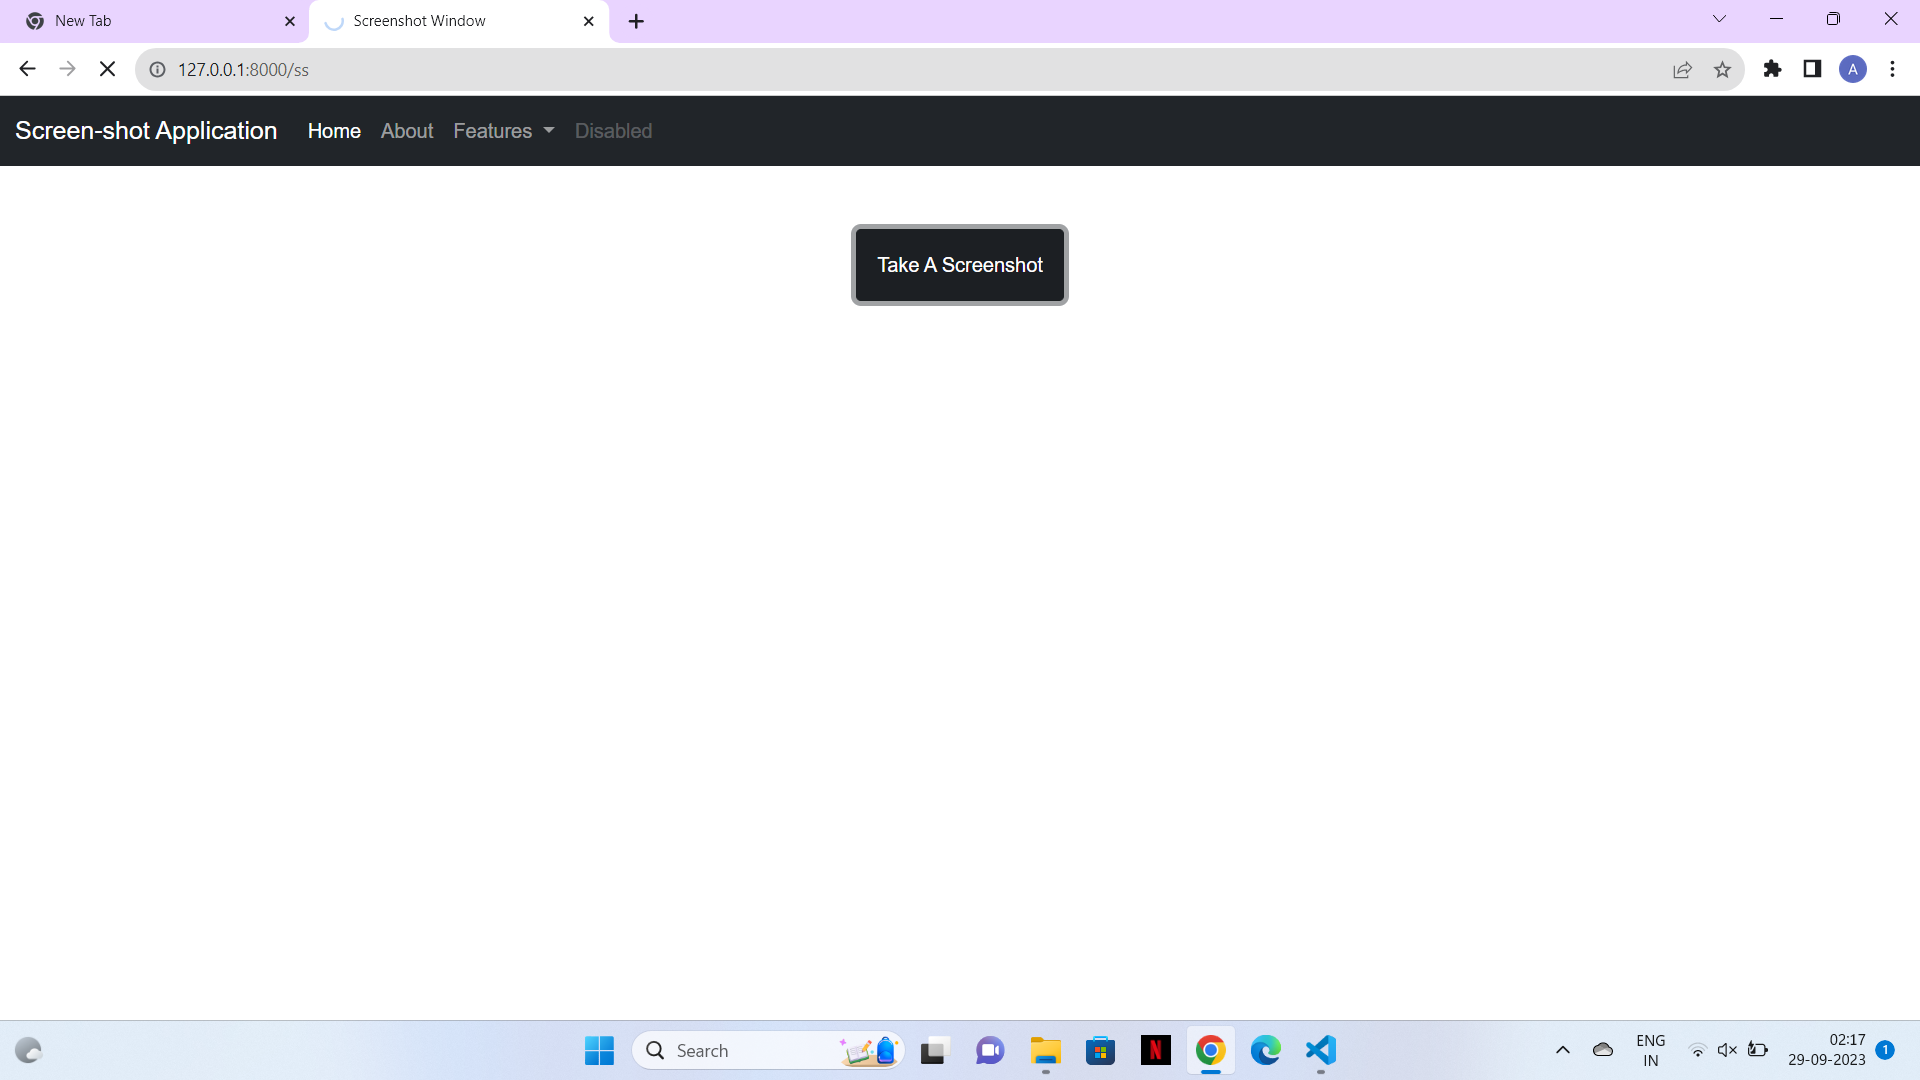 New Tab
Screenshot Window
127.0.0.1:8000/ss
A
Screen-shot Application Home About Features Disabled
Take A Screenshot
Search
N
ENG
IN
02:17
29-09-2023
1